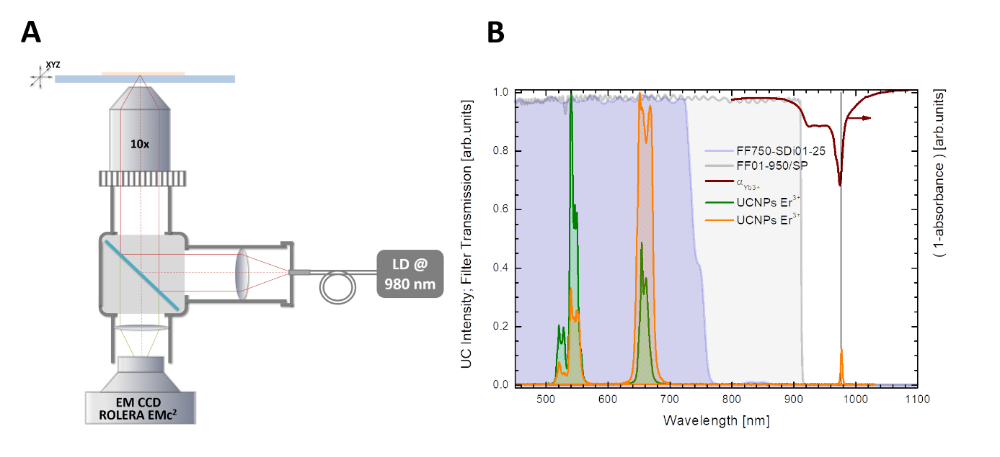 A
XYZ
10x
LD @
980 nm
EM CCD
ROLERA EMc²
B
UC Intensity; Filter Transmission [arb.units]
1.0
0.8
0.6
0.4
0.2
0.0
500 600 700 800 900 1000 1100
Wavelength [nm]
FF750-SDi01-25
FF01-950/SP
α Yb3+
UCNPs Er³⁺
UCNPs Er³⁺
( 1-absorbance ) [arb.units]